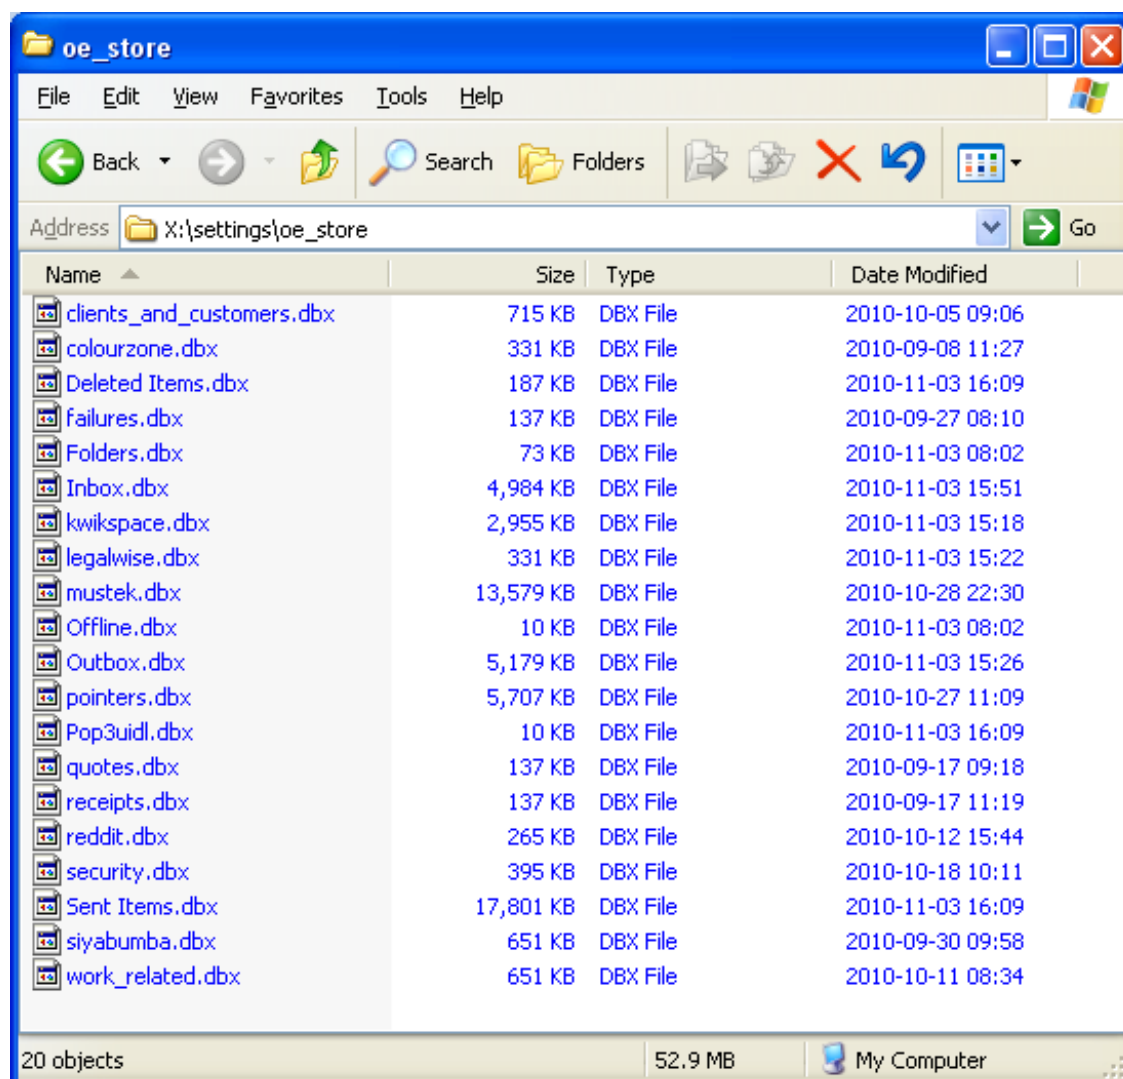 oe_store
File Edit View Favorites Tools Help
Back Search Folders
Address X:\settings\oe_store Go
Name Size Type Date Modified
clients_and_customers.dbx 715 KB DBX File 2010-10-05 09:06
colourzone.dbx 331 KB DBX File 2010-09-08 11:27
Deleted Items.dbx 187 KB DBX File 2010-11-03 16:09
failures.dbx 137 KB DBX File 2010-09-27 08:10
Folders.dbx 73 KB DBX File 2010-11-03 08:02
Inbox.dbx 4,984 KB DBX File 2010-11-03 15:51
kwikspace.dbx 2,955 KB DBX File 2010-11-03 15:18
legalwise.dbx 331 KB DBX File 2010-11-03 15:22
mustek.dbx 13,579 KB DBX File 2010-10-28 22:30
Offline.dbx 10 KB DBX File 2010-11-03 08:02
Outbox.dbx 5,179 KB DBX File 2010-11-03 15:26
pointers.dbx 5,707 KB DBX File 2010-10-27 11:09
Pop3uidl.dbx 10 KB DBX File 2010-11-03 16:09
quotes.dbx 137 KB DBX File 2010-09-17 09:18
receipts.dbx 137 KB DBX File 2010-09-17 11:19
reddit.dbx 265 KB DBX File 2010-10-12 15:44
security.dbx 395 KB DBX File 2010-10-18 10:11
Sent Items.dbx 17,801 KB DBX File 2010-11-03 16:09
siyabumba.dbx 651 KB DBX File 2010-09-30 09:58
work_related.dbx 651 KB DBX File 2010-10-11 08:34
20 objects 52.9 MB My Computer